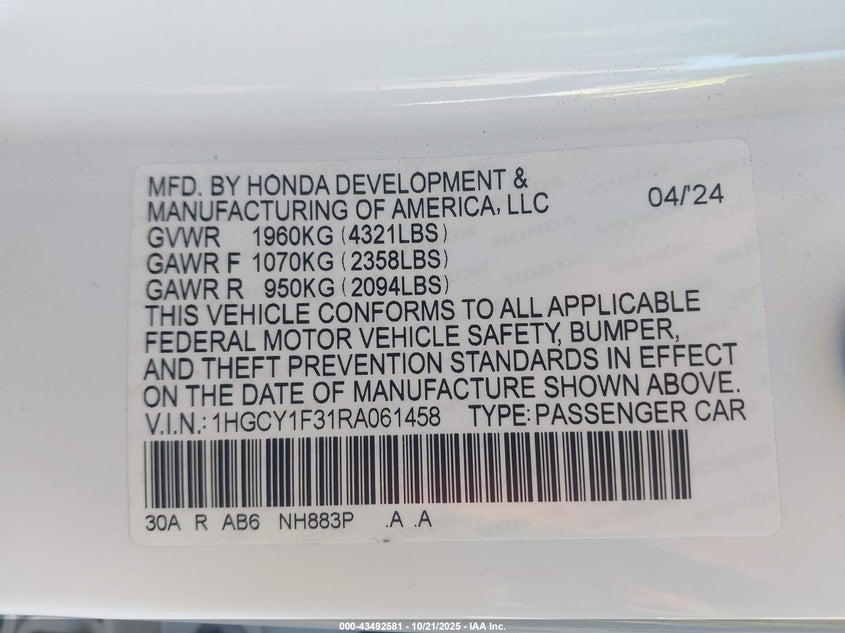 MFD. BY HONDA DEVELOPMENT &
MANUFACTURING OF AMERICA, LLC 04/'24
GVWR 1960KG (4321LBS)
GAWR F 1070KG (2358LBS)
GAWR R 950KG (2094LBS)
THIS VEHICLE CONFORMS TO ALL APPLICABLE
FEDERAL MOTOR VEHICLE SAFETY, BUMPER,
AND THEFT PREVENTION STANDARDS IN EFFECT
ON THE DATE OF MANUFACTURE SHOWN ABOVE.
V.I.N.: 1HGCY1F31RA061458 TYPE: PASSENGER CAR
30A R AB6 NH883P .A .A
000-43492581 - 10/21/2025 - IAA Inc.